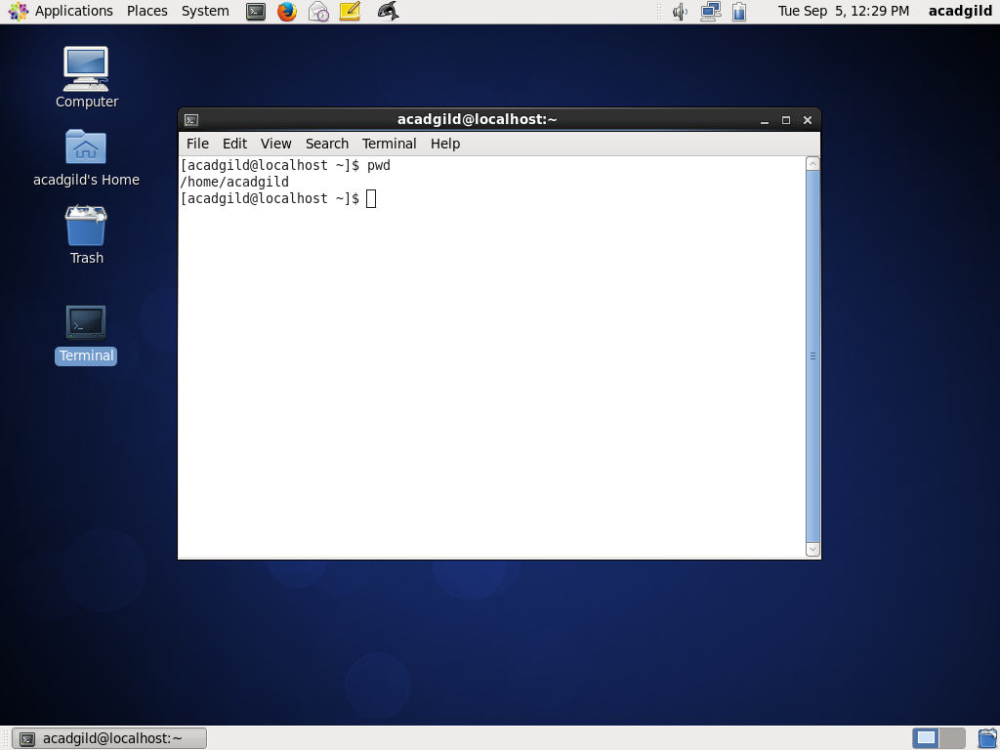 Applications Places System Tue Sep 5, 12:29 PM acadgild
Computer
acadgild's Home
Trash
Terminal
acadgild@localhost:~
File Edit View Search Terminal Help
[acadgild@localhost ~]$ pwd
/home/acadgild
[acadgild@localhost ~]$
acadgild@localhost:~